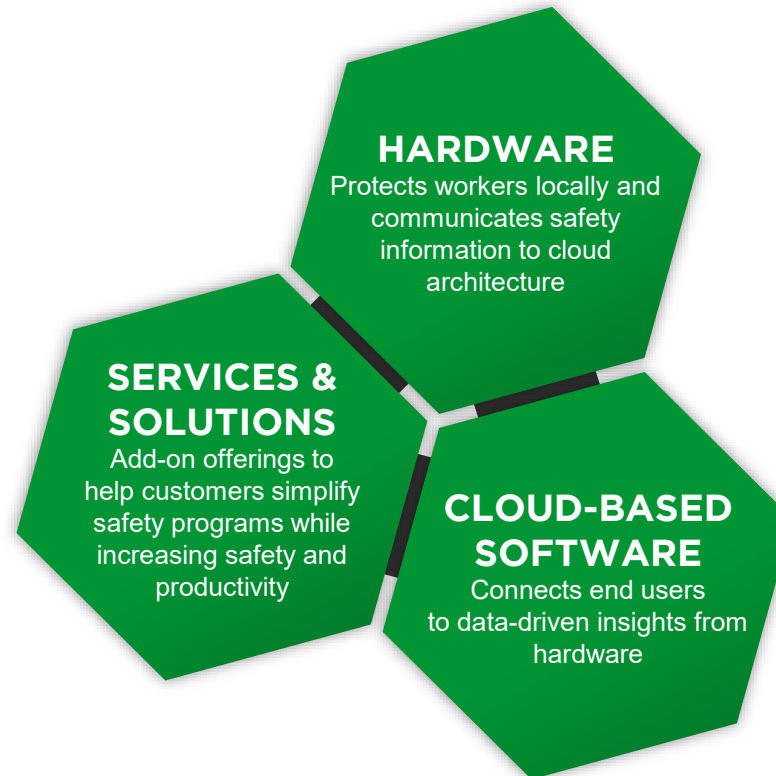 HARDWARE
Protects workers locally and
communicates safety
information to cloud
architecture
SERVICES &
SOLUTIONS
Add-on offerings to
help customers simplify
safety programs while
increasing safety and
productivity
CLOUD-BASED
SOFTWARE
Connects end users
to data-driven insights from
hardware